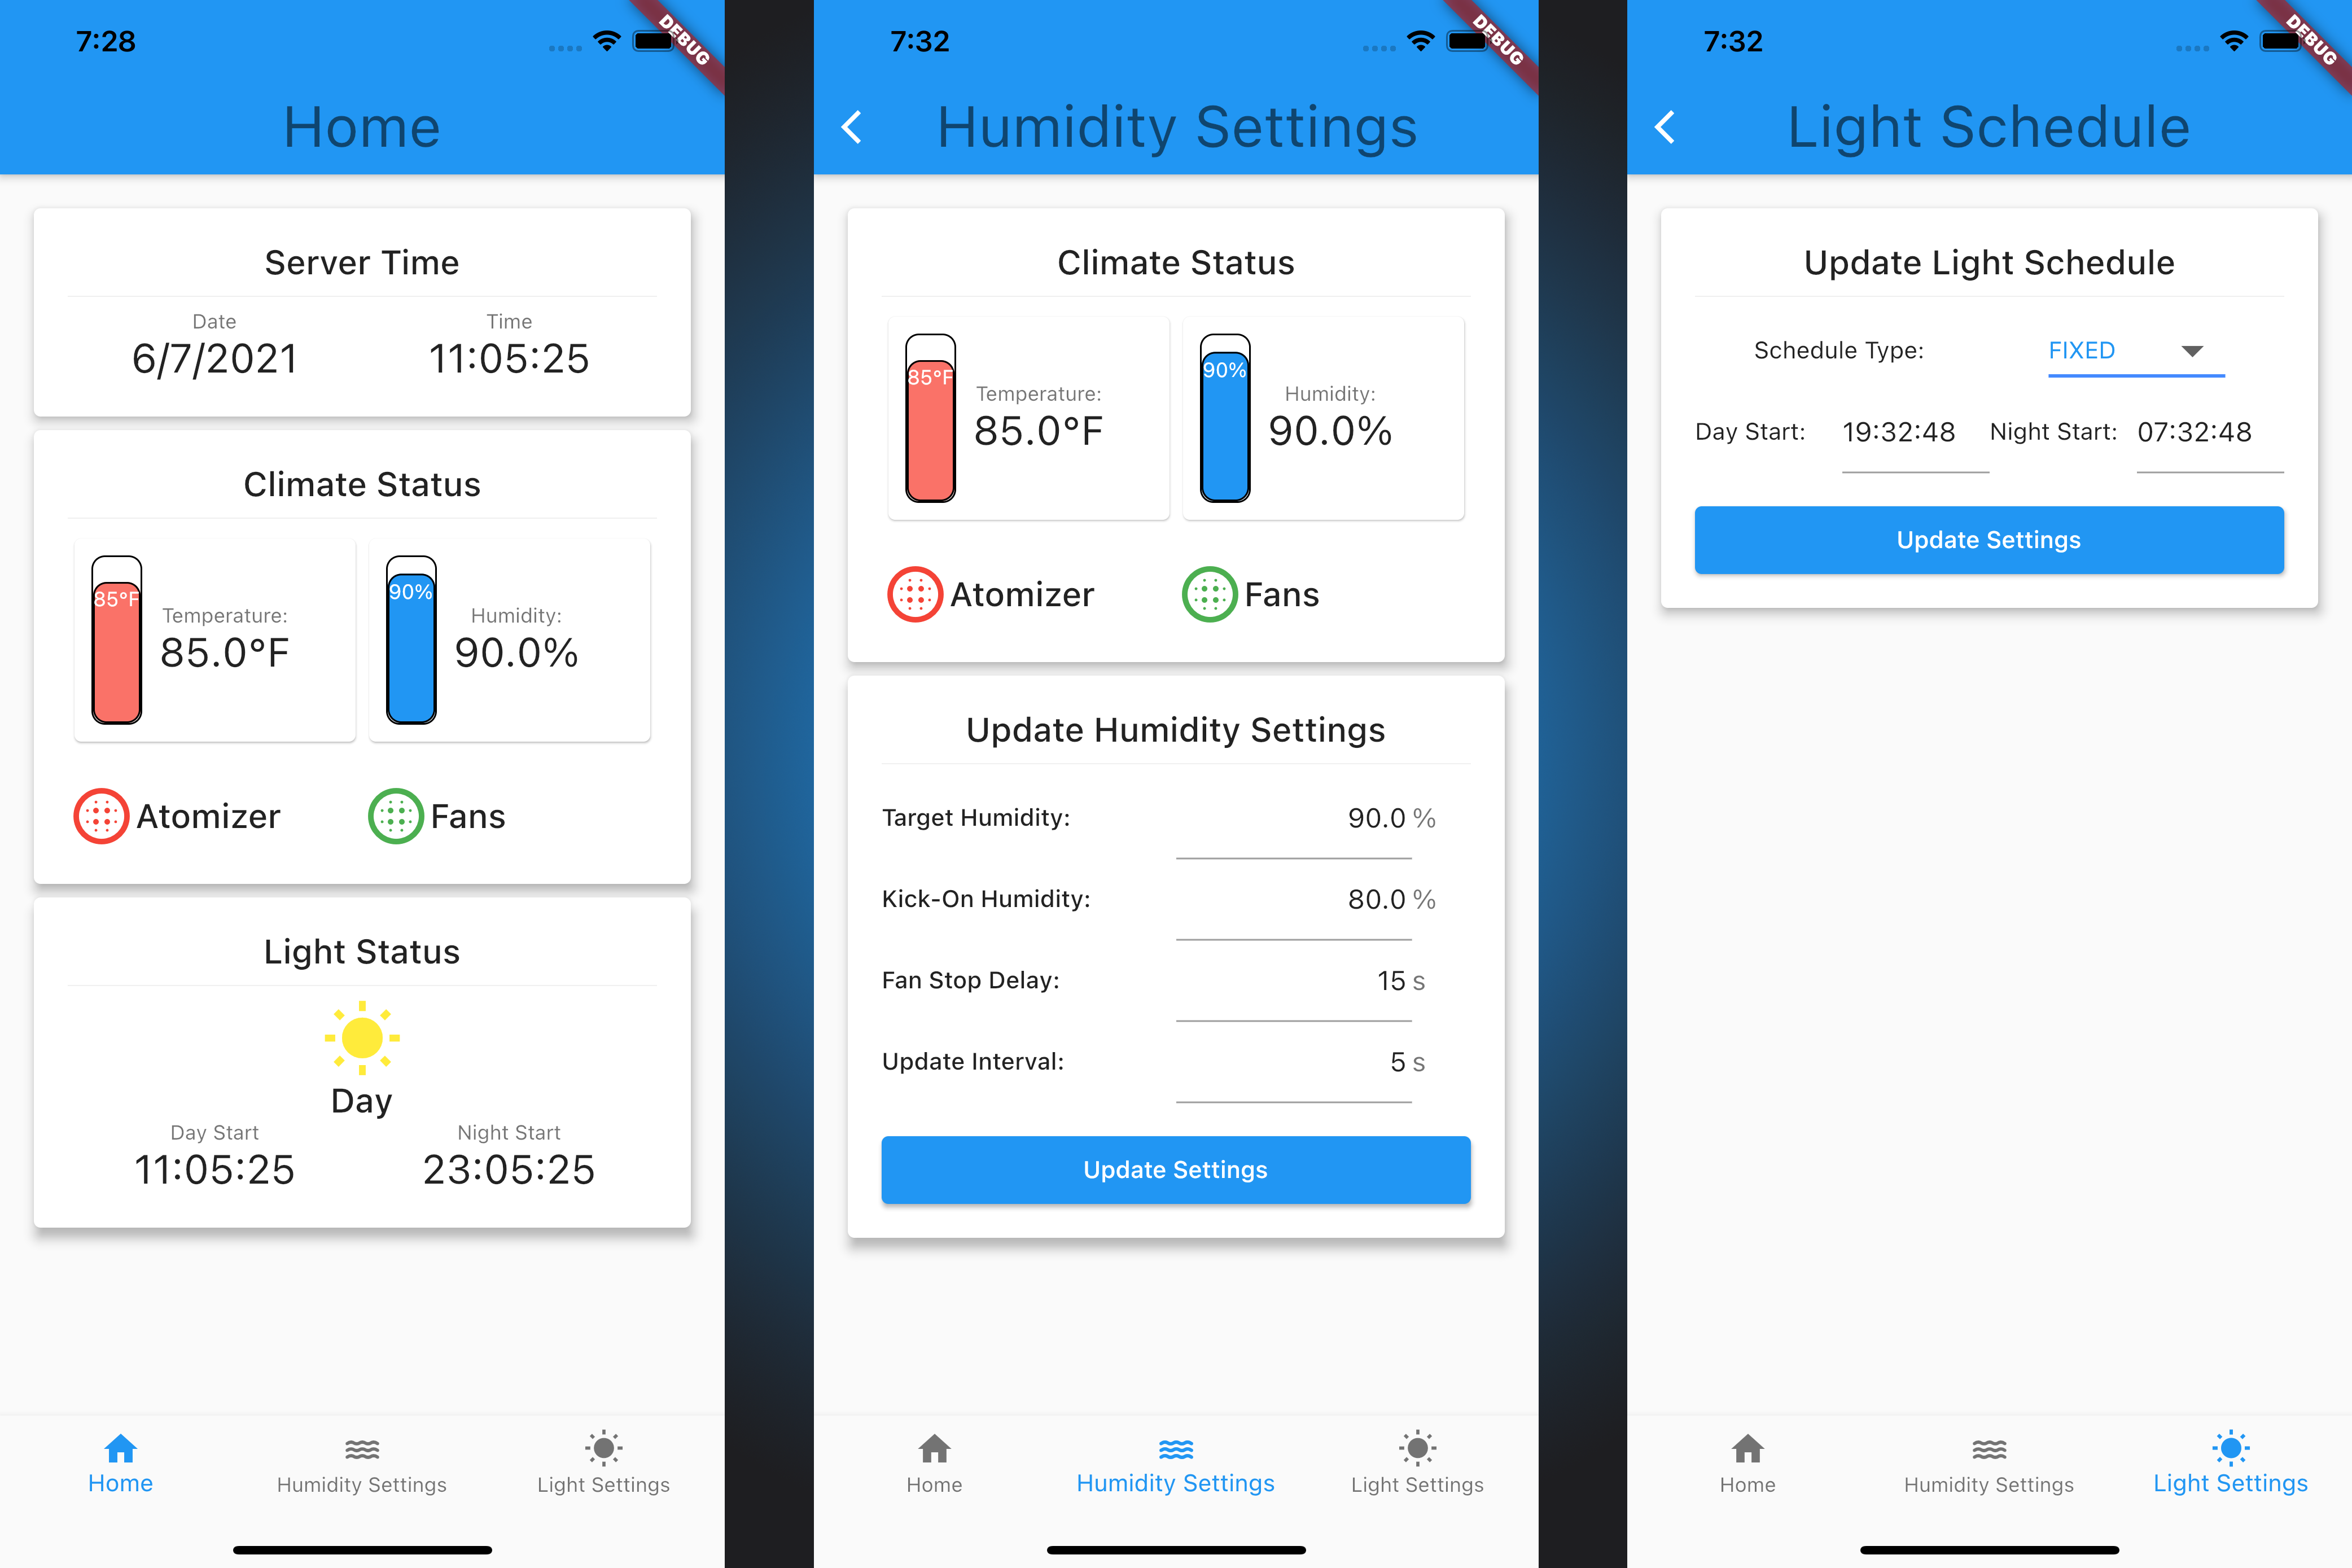 7:28
DEBUG
Home
Server Time
Date Time
6/7/2021 11:05:25
Climate Status
85°F
Temperature:
85.0°F
90%
Humidity:
90.0%
Atomizer Fans
Light Status
Day
Day Start Night Start
11:05:25 23:05:25
Home Humidity Settings Light Settings
7:32
DEBUG
Humidity Settings
Climate Status
85°F
Temperature:
85.0°F
90%
Humidity:
90.0%
Atomizer Fans
Update Humidity Settings
Target Humidity: 90.0 %
Kick-On Humidity: 80.0 %
Fan Stop Delay: 15 s
Update Interval: 5 s
Update Settings
Home Humidity Settings Light Settings
7:32
DEBUG
Light Schedule
Update Light Schedule
Schedule Type: FIXED
Day Start: 19:32:48 Night Start: 07:32:48
Update Settings
Home Humidity Settings Light Settings